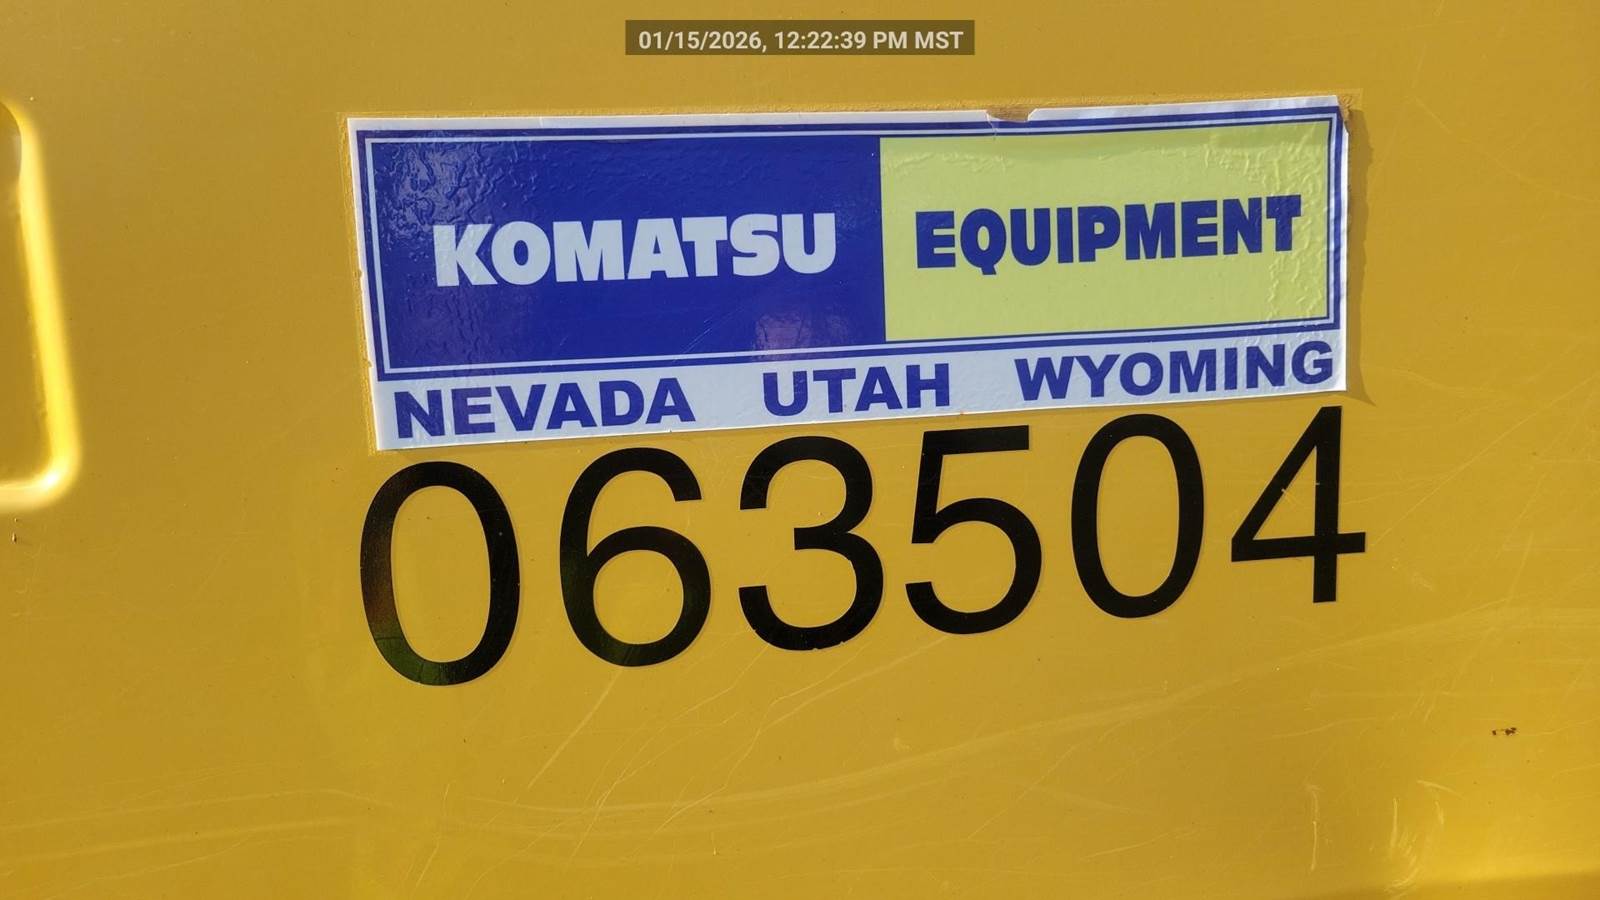 01/15/2026, 12:22:39 PM MST
KOMATSU EQUIPMENT
NEVADA UTAH WYOMING
063504